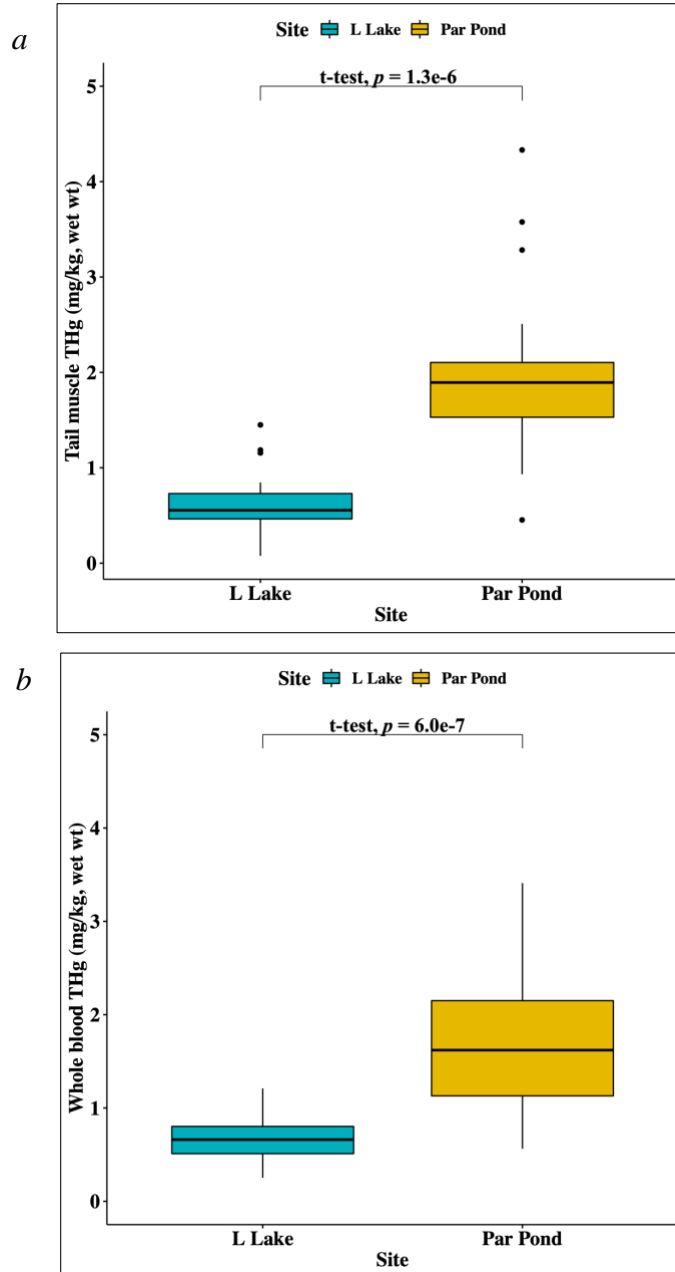 a
Site L Lake Par Pond
t-test, p = 1.3e-6
5
4
3
2
1
0
Tail muscle THg (mg/kg, wet wt)
L Lake Par Pond
Site
b
Site L Lake Par Pond
t-test, p = 6.0e-7
5
4
3
2
1
0
Whole blood THg (mg/kg, wet wt)
L Lake Par Pond
Site